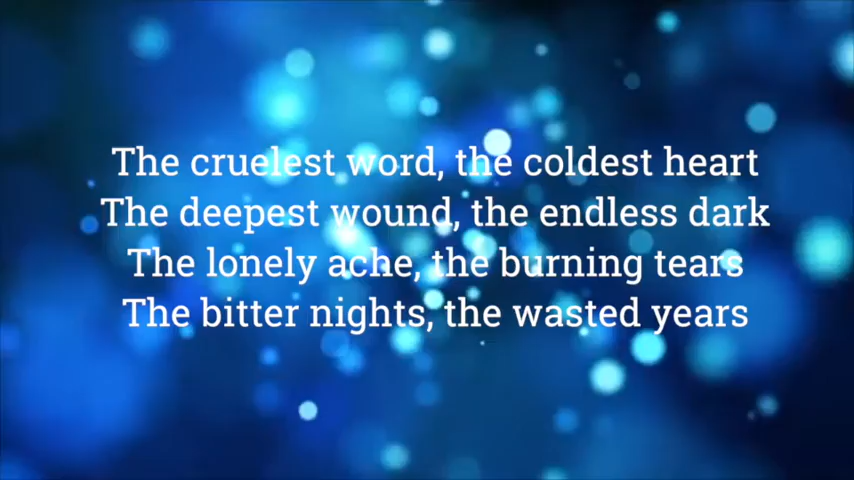 The cruelest word, the coldest heart
The deepest wound, the endless dark
The lonely ache, the burning tears
The bitter nights, the wasted years